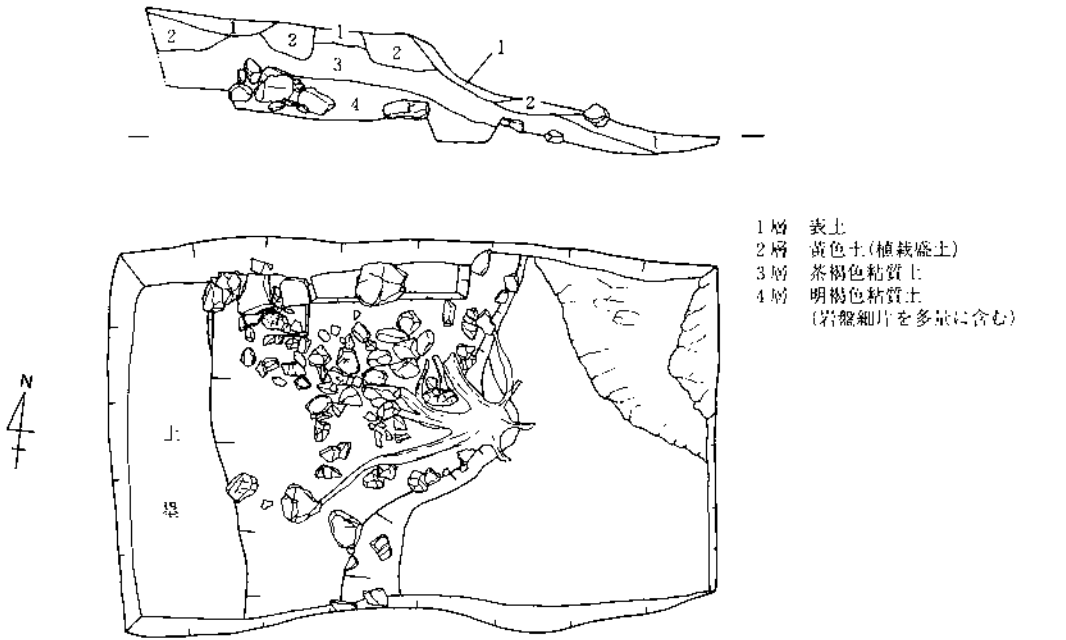 2 1 2 1 2 1
3
4 2
1
1層 表土
2層 黄色土(植栽盛土)
3層 茶褐色粘質土
4層 明褐色粘質土
(岩盤細片を多量に含む)
N
土
塁